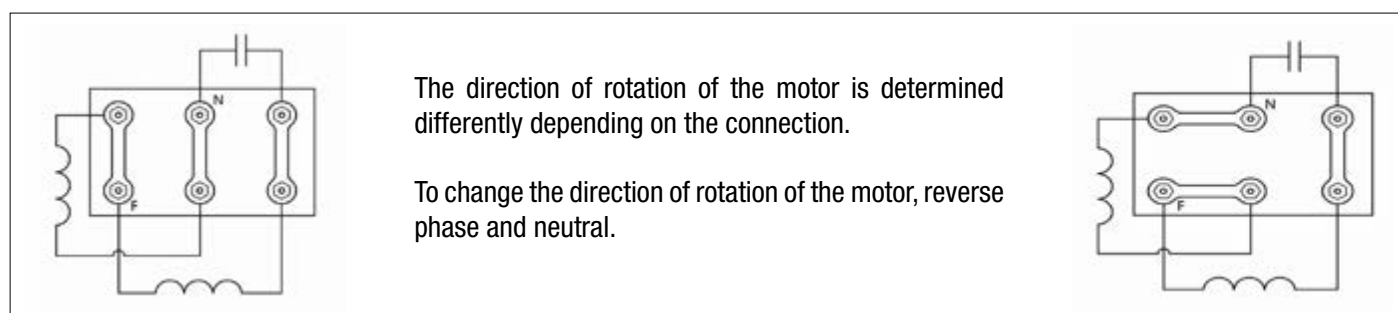 N
F
The direction of rotation of the motor is determined
differently depending on the connection.
To change the direction of rotation of the motor, reverse
phase and neutral.
N
F